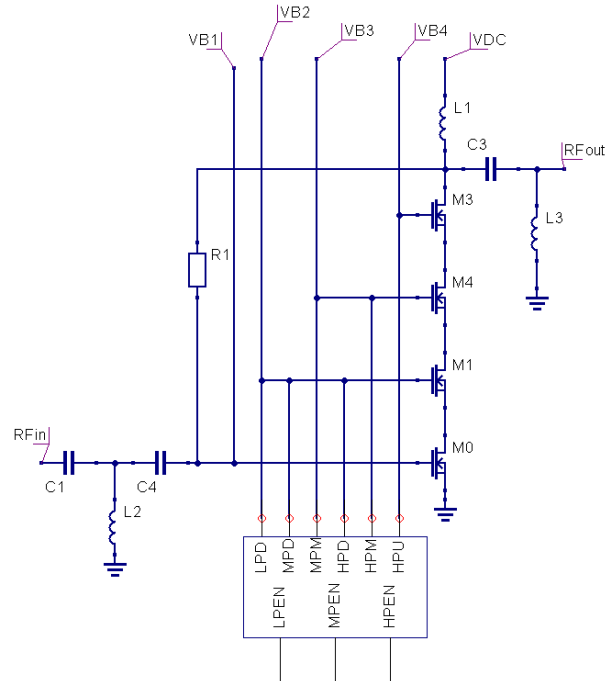 VB2
VB1
VB3
VB4
VDC
L1
C3
RFout
M3
L3
R1
M4
M1
RFin
M0
C1
C4
L2
LPD
MPD
MPM
HPD
HPM
HPU
LPEN
MPEN
HPEN